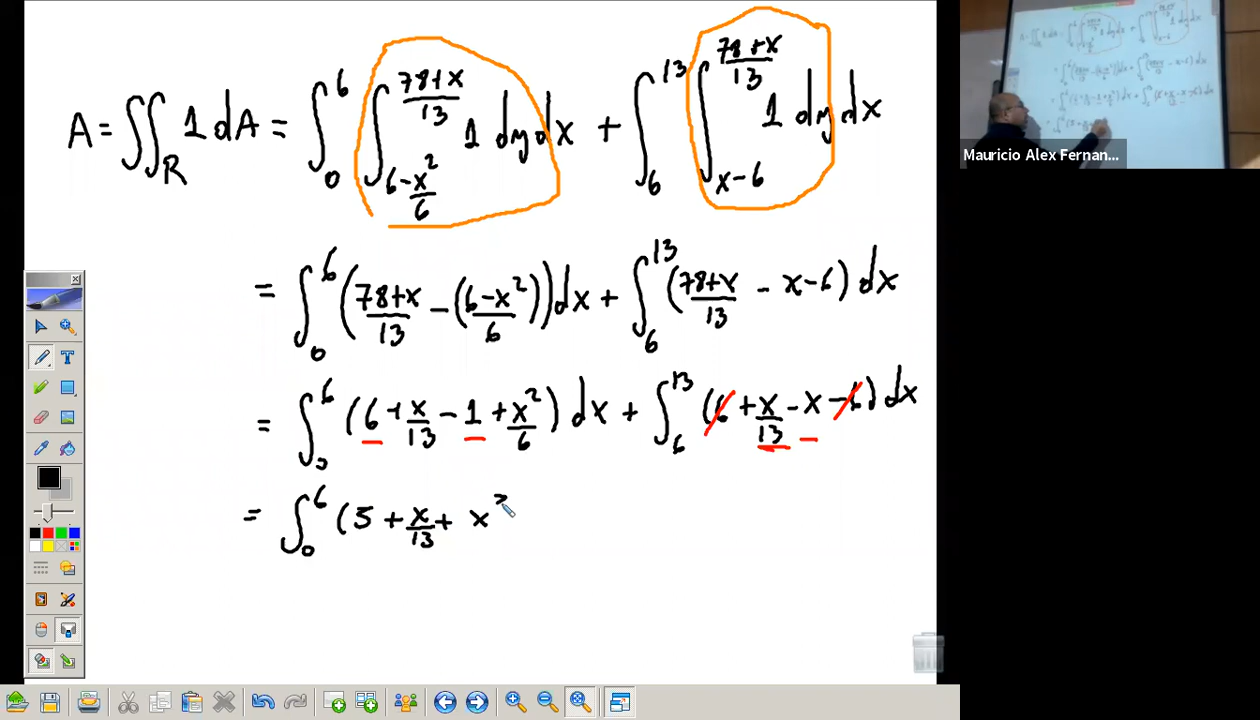 A = ∬_R 1 dA = ∫_0^6 ∫_{6-x²/6}^{78+x/13} 1 dy dx + ∫_6^13 ∫_{x-6}^{78+x/13} 1 dy dx
= ∫_0^6 (78+x/13 - (6-x²/6)) dx + ∫_6^13 (78+x/13 - x-6) dx
= ∫_0^6 (6 + x/13 - 1 + x²/6) dx + ∫_6^13 (6 + x/13 - x - 6) dx
= ∫_0^6 (5 + x/13 + x²
Mauricio Alex Fernan...